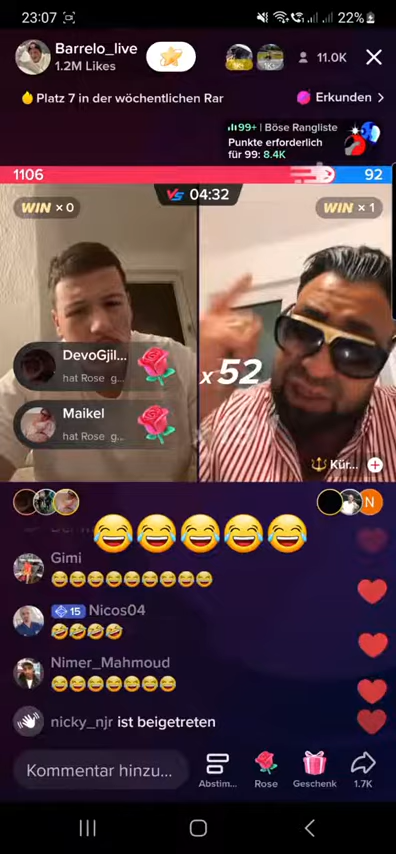 23:07
22%
Barrelo_live
1.2M Likes
11.0K
Platz 7 in der wöchentlichen Rar
Erkunden >
99+ | Böse Rangliste
Punkte erforderlich
für 99: 8.4K
1106
92
VS 04:32
WIN x 0
WIN x 1
DevoGjil...
hat Rose g...
x 52
Maikel
hat Rose g...
Kür...
N
Gimi
😂😂😂😂😂
😂😂😂😂😂😂😂😂😂
15 Nicos04
🤣🤣🤣🤣
Nimer_Mahmoud
😂😂😂😂😂😂😂
nicky_njr ist beigetreten
Kommentar hinzu...
Abstim...
Rose
Geschenk
1.7K